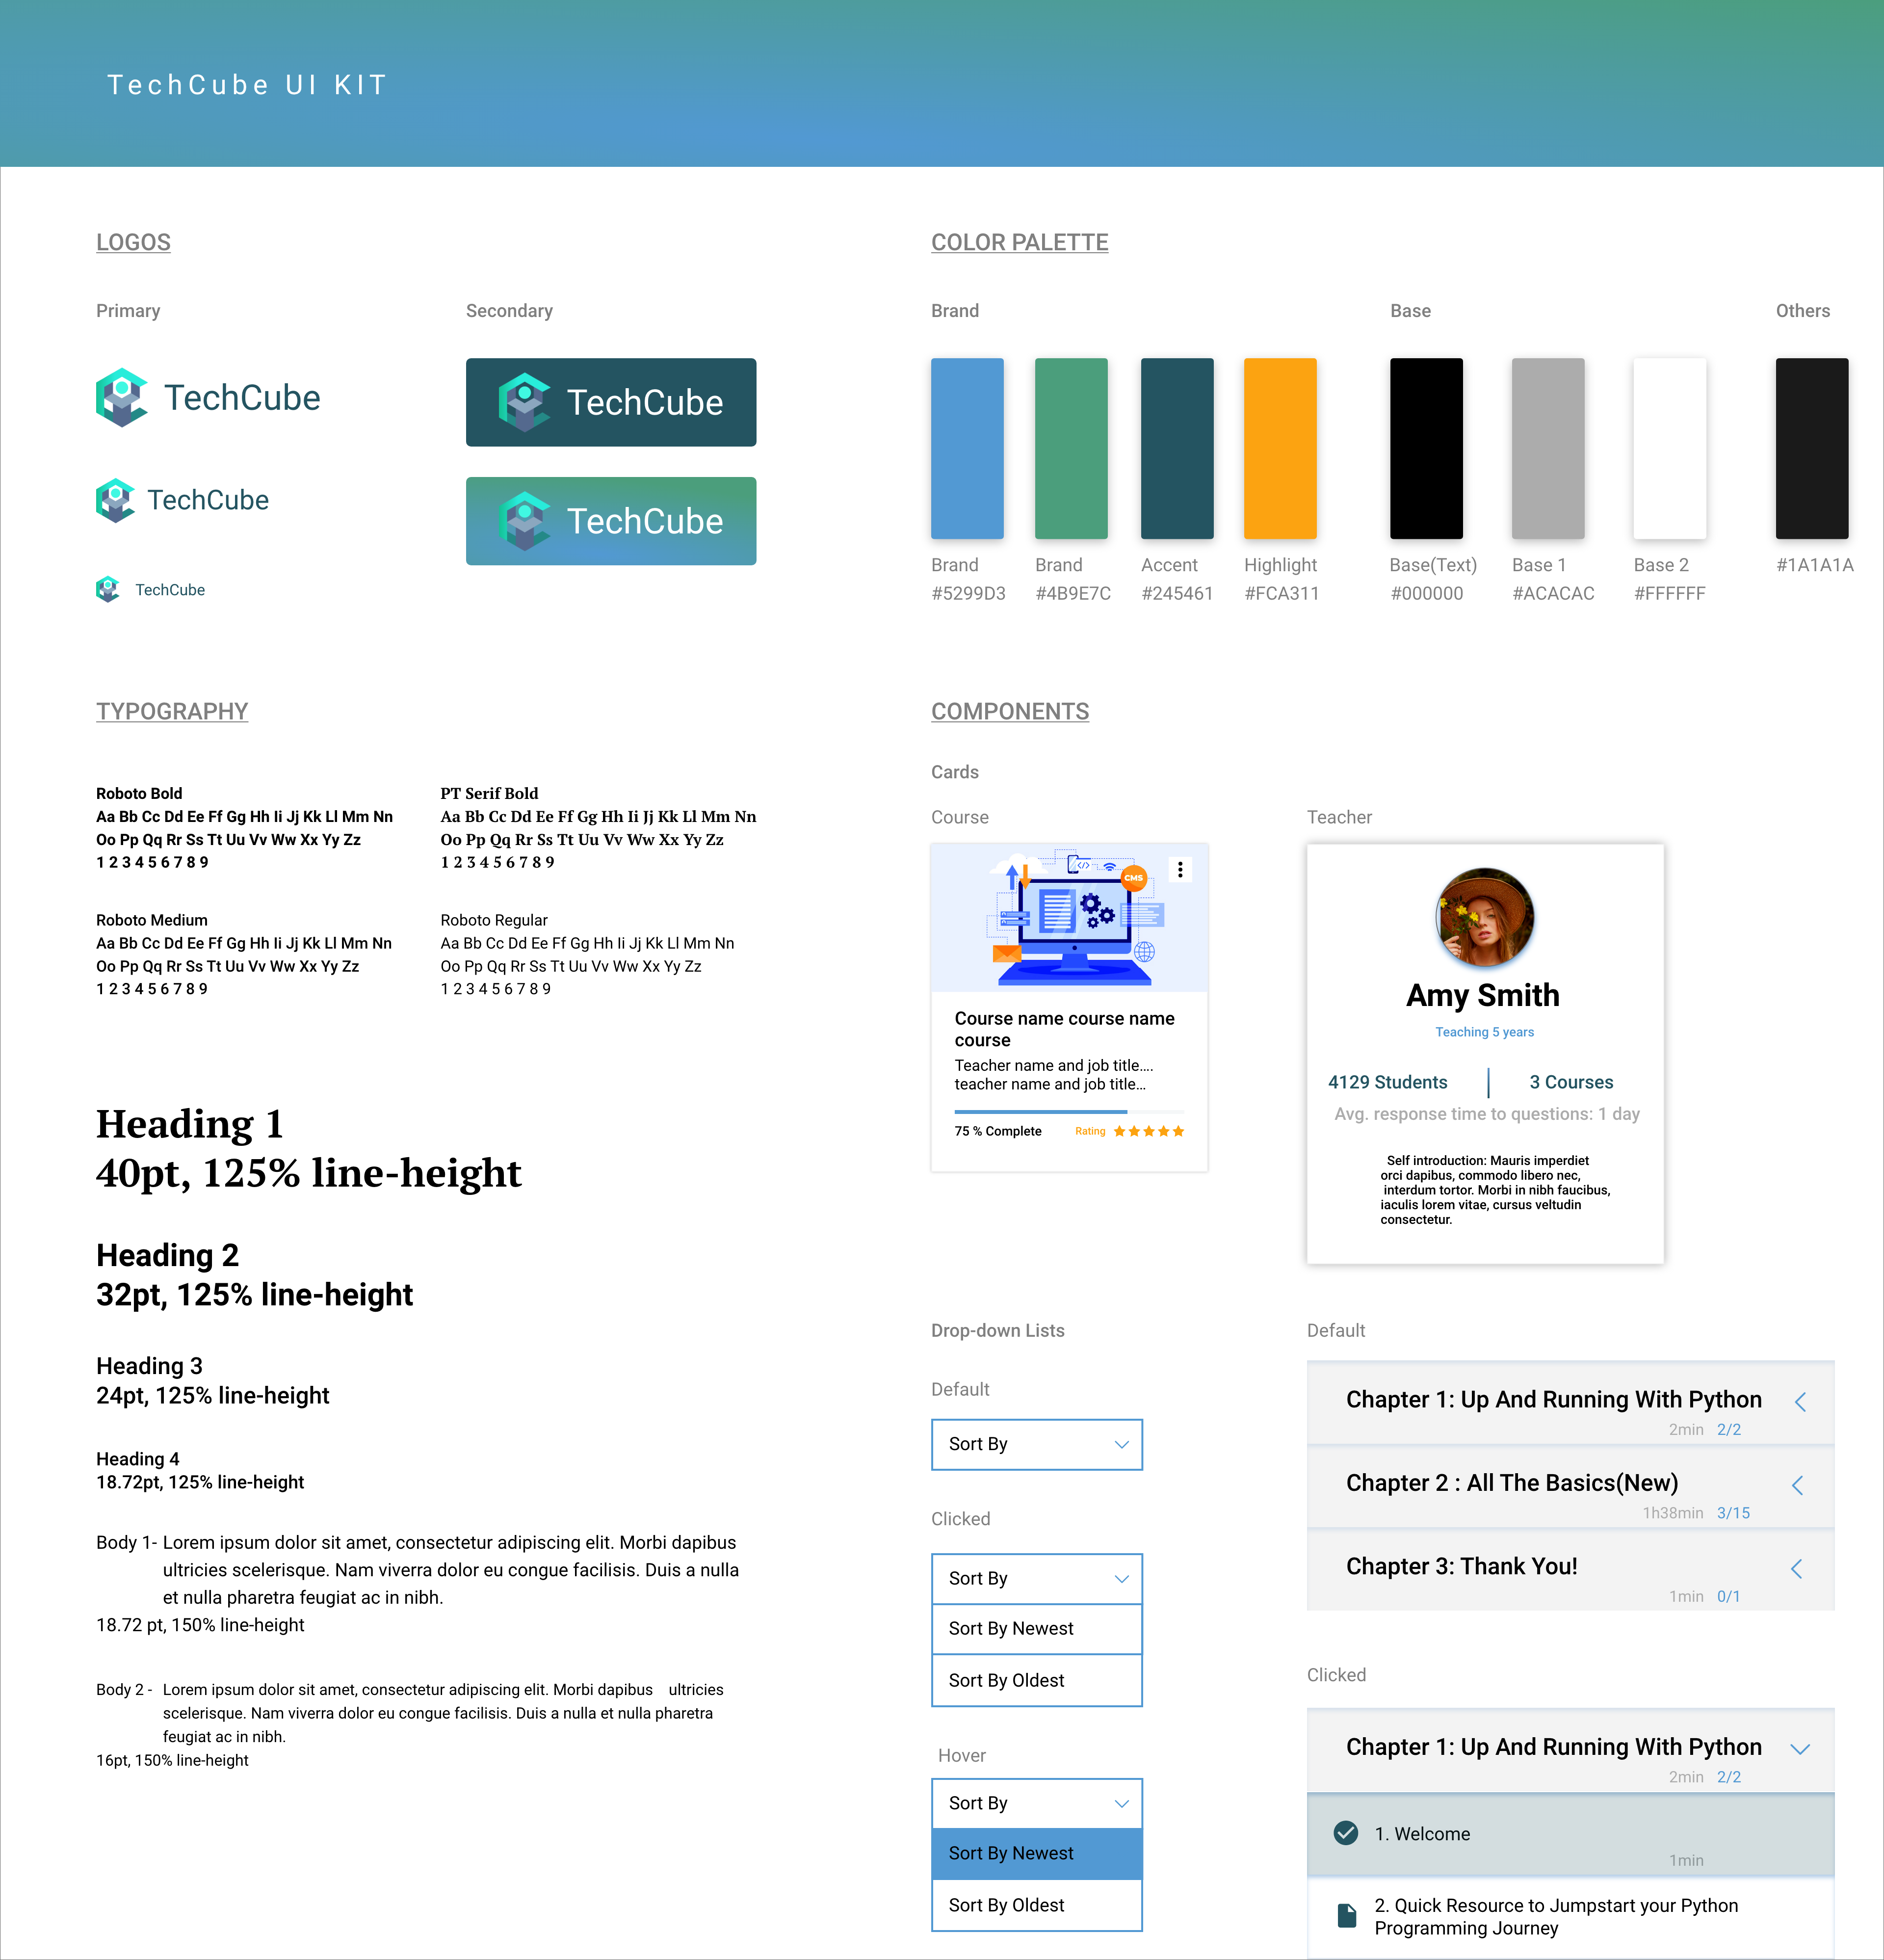 TechCube UI KIT
LOGOS
Primary
Secondary
TechCube
TechCube
TechCube
TechCube
TechCube
COLOR PALETTE
Brand
Base
Others
Brand
#5299D3
Brand
#4B9E7C
Accent
#245461
Highlight
#FCA311
Base(Text)
#000000
Base 1
#ACACAC
Base 2
#FFFFFF
#1A1A1A
TYPOGRAPHY
Roboto Bold
Aa Bb Cc Dd Ee Ff Gg Hh Ii Jj Kk Ll Mm Nn
Oo Pp Qq Rr Ss Tt Uu Vv Ww Xx Yy Zz
1 2 3 4 5 6 7 8 9
PT Serif Bold
Aa Bb Cc Dd Ee Ff Gg Hh Ii Jj Kk Ll Mm Nn
Oo Pp Qq Rr Ss Tt Uu Vv Ww Xx Yy Zz
1 2 3 4 5 6 7 8 9
Roboto Medium
Aa Bb Cc Dd Ee Ff Gg Hh Ii Jj Kk Ll Mm Nn
Oo Pp Qq Rr Ss Tt Uu Vv Ww Xx Yy Zz
1 2 3 4 5 6 7 8 9
Roboto Regular
Aa Bb Cc Dd Ee Ff Gg Hh Ii Jj Kk Ll Mm Nn
Oo Pp Qq Rr Ss Tt Uu Vv Ww Xx Yy Zz
1 2 3 4 5 6 7 8 9
Heading 1
40pt, 125% line-height
Heading 2
32pt, 125% line-height
Heading 3
24pt, 125% line-height
Heading 4
18.72pt, 125% line-height
Body 1- Lorem ipsum dolor sit amet, consectetur adipiscing elit. Morbi dapibus
ultricies scelerisque. Nam viverra dolor eu congue facilisis. Duis a nulla
et nulla pharetra feugiat ac in nibh.
18.72 pt, 150% line-height
Body 2 - Lorem ipsum dolor sit amet, consectetur adipiscing elit. Morbi dapibus ultricies
scelerisque. Nam viverra dolor eu congue facilisis. Duis a nulla et nulla pharetra
feugiat ac in nibh.
16pt, 150% line-height
COMPONENTS
Cards
Course
</>
CMS
Course name course name
course
Teacher name and job title....
teacher name and job title...
75 % Complete
Rating
Teacher
Amy Smith
Teaching 5 years
4129 Students
3 Courses
Avg. response time to questions: 1 day
Self introduction: Mauris imperdiet
orci dapibus, commodo libero nec,
interdum tortor. Morbi in nibh faucibus,
iaculis lorem vitae, cursus veltudin
consectetur.
Drop-down Lists
Default
Sort By
Clicked
Sort By
Sort By Newest
Sort By Oldest
Hover
Sort By
Sort By Newest
Sort By Oldest
Default
Chapter 1: Up And Running With Python
2min 2/2
Chapter 2 : All The Basics(New)
1h38min 3/15
Chapter 3: Thank You!
1min 0/1
Clicked
Chapter 1: Up And Running With Python
2min 2/2
1. Welcome
1min
2. Quick Resource to Jumpstart your Python
Programming Journey